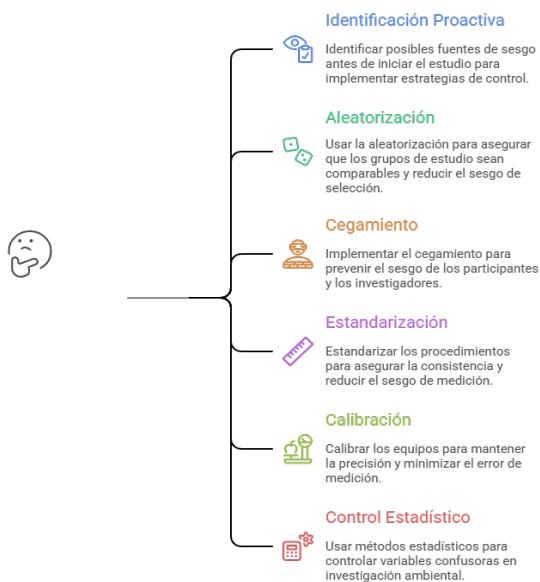 Identificación Proactiva
Identificar posibles fuentes de sesgo
antes de iniciar el estudio para
implementar estrategias de control.
Aleatorización
Usar la aleatorización para asegurar
que los grupos de estudio sean
comparables y reducir el sesgo de
selección.
Cegamiento
Implementar el cegamiento para
prevenir el sesgo de los participantes
y los investigadores.
Estandarización
Estandarizar los procedimientos
para asegurar la consistencia y
reducir el sesgo de medición.
Calibración
Calibrar los equipos para mantener
la precisión y minimizar el error de
medición.
Control Estadístico
Usar métodos estadísticos para
controlar variables confusoras en
investigación ambiental.